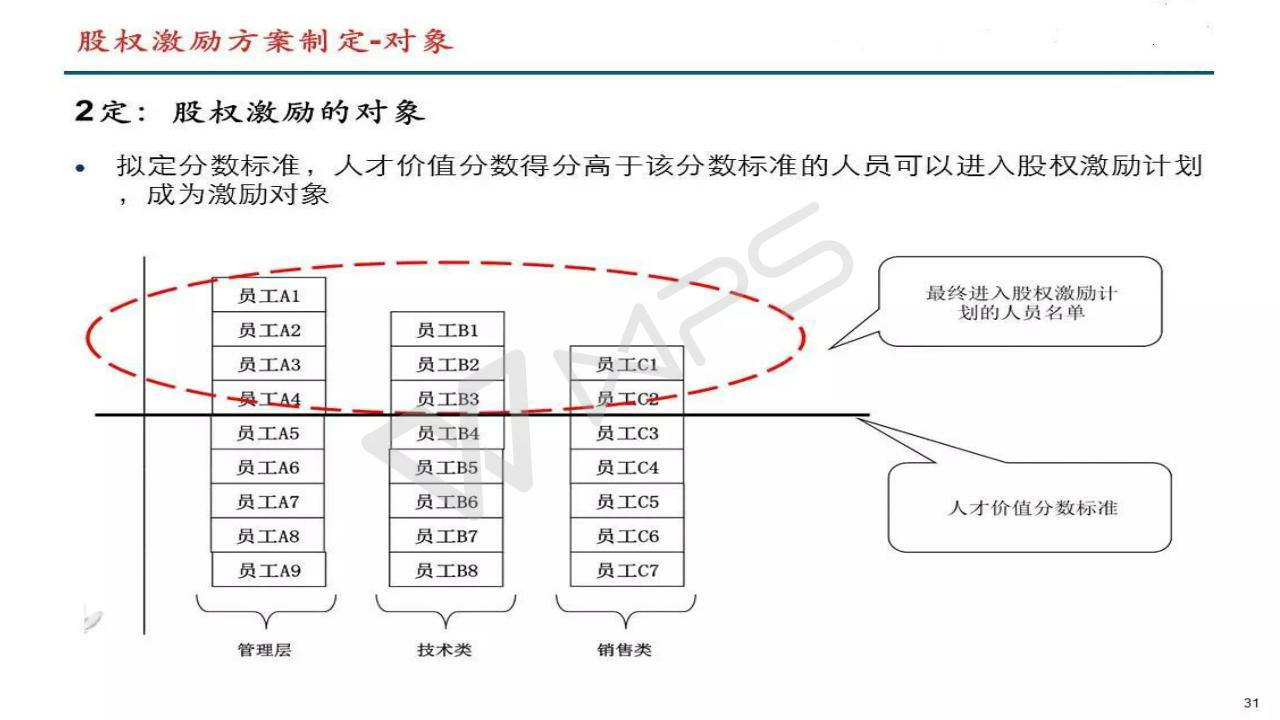 股权激励方案制定-对象
2定： 股权激励的对象
• 拟定分数标准，人才价值分数得分高于该分数标准的人员可以进入股权激励计划
，成为激励对象
员工A1
员工A2
员工B1
员工A3
员工B2
员工C1
员工A4
员工B3
员工C2
员工A5
员工B4
员工C3
员工A6
员工B5
员工C4
员工A7
员工B6
员工C5
员工A8
员工B7
员工C6
员工A9
员工B8
员工C7
管理层
技术类
销售类
最终进入股权激励计
划的人员名单
人才价值分数标准
WPS
31